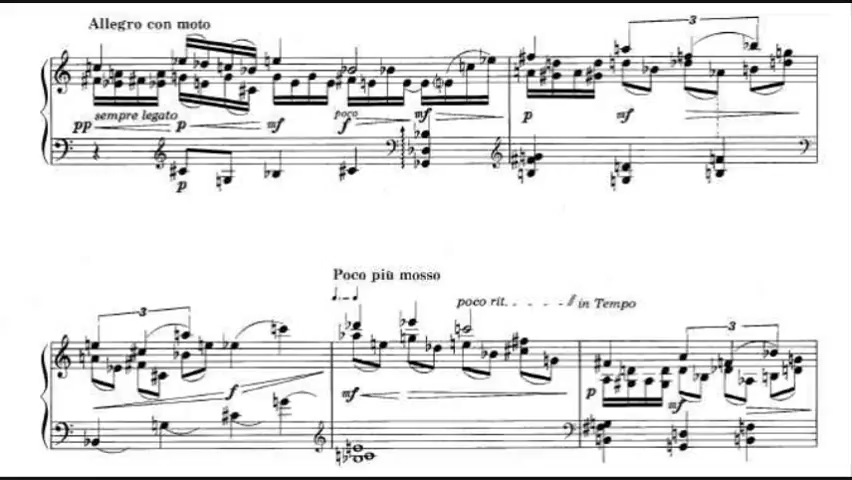 Allegro con moto
3
sempre legato
poco
pp p mf f mf p mf
p
Poco più mosso
poco rit. . . . . - // in Tempo
3 3
f mf p mf